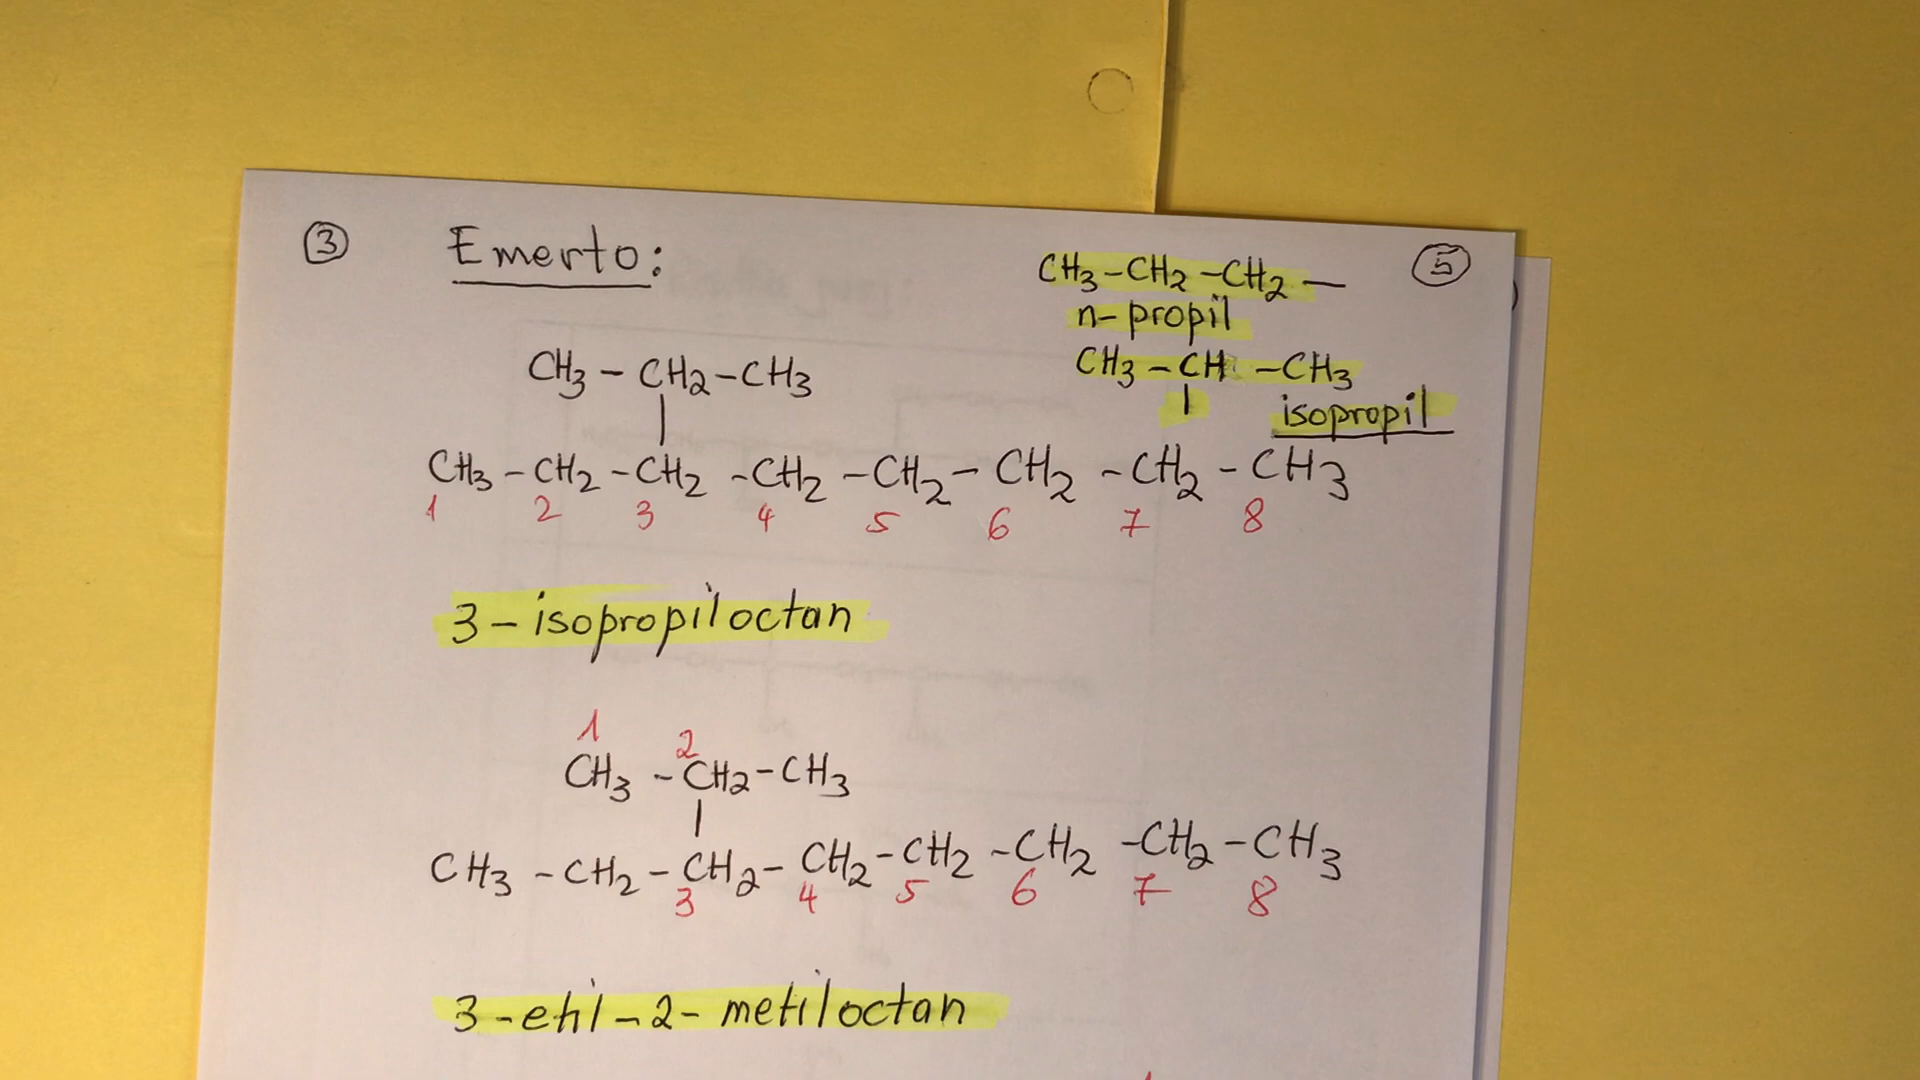 ③ Emerto: ⑤
CH3-CH2-CH2—
n-propil
CH3-CH-CH3
|
isopropil
CH3-CH2-CH3
|
CH3-CH2-CH2-CH2-CH2-CH2-CH2-CH3
1 2 3 4 5 6 7 8
3-isopropiloctan
1 2
CH3-CH2-CH3
|
CH3-CH2-CH2-CH2-CH2-CH2-CH2-CH3
3 4 5 6 7 8
3-etil-2-metiloctan